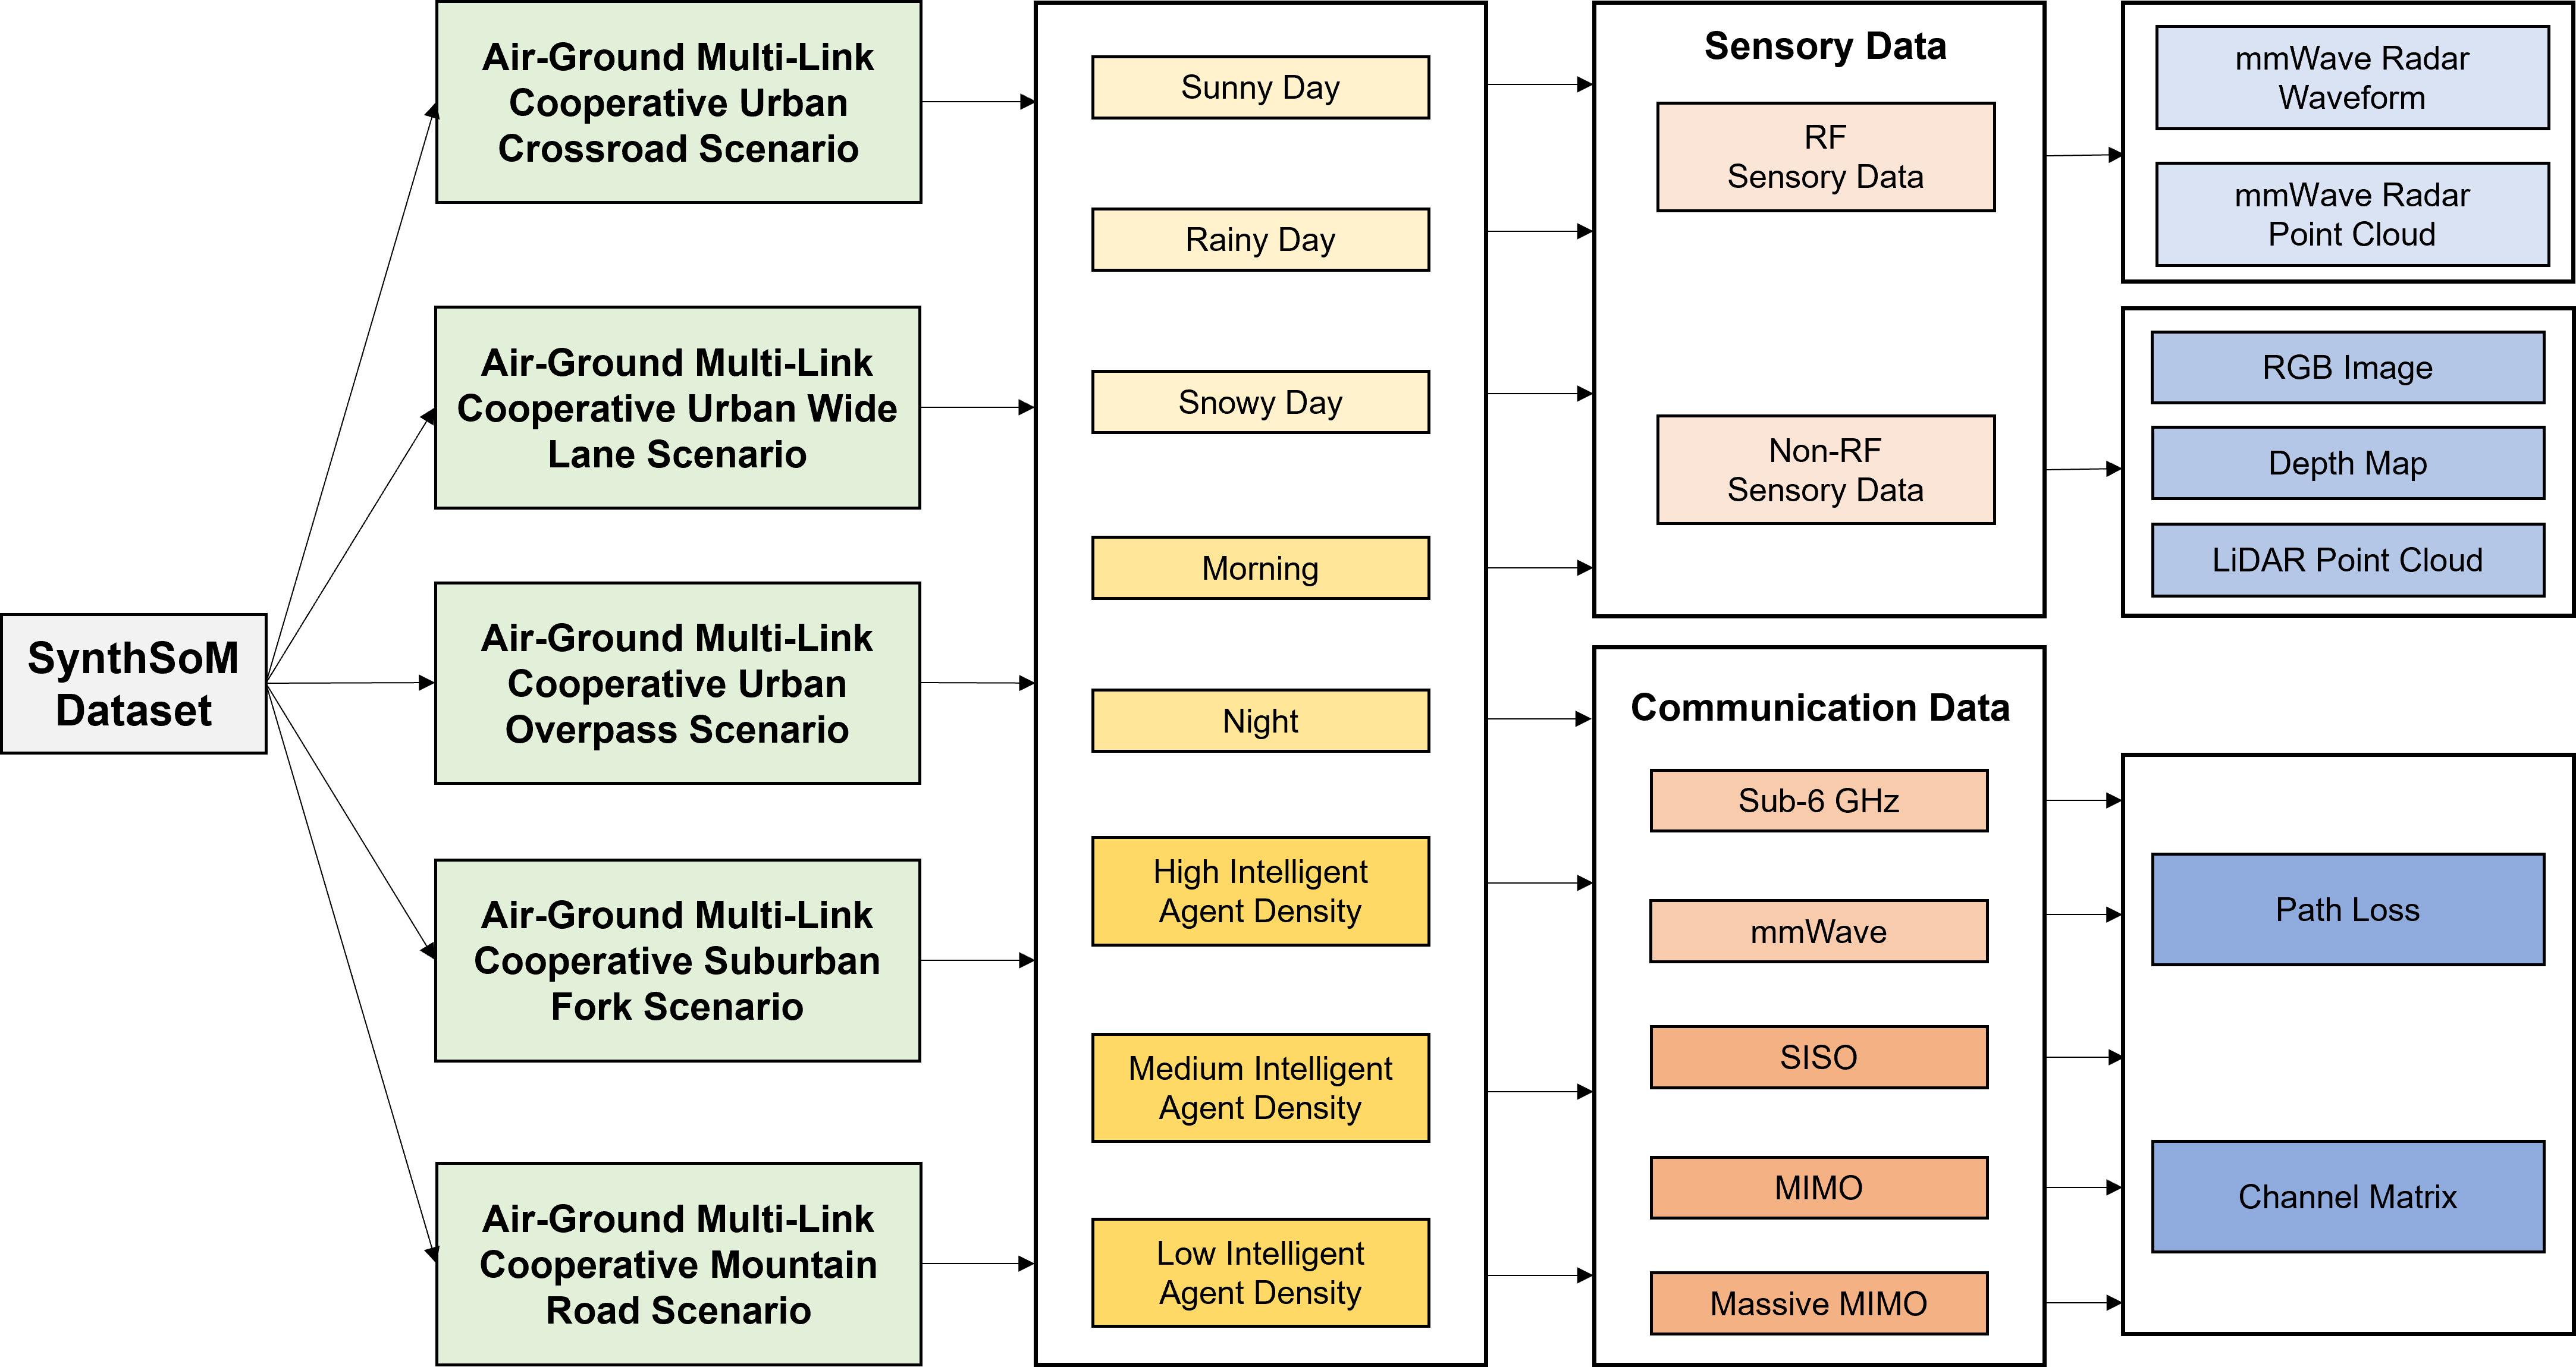 SynthSoM
Dataset
Air-Ground Multi-Link
Cooperative Urban
Crossroad Scenario
Air-Ground Multi-Link
Cooperative Urban Wide
Lane Scenario
Air-Ground Multi-Link
Cooperative Urban
Overpass Scenario
Air-Ground Multi-Link
Cooperative Suburban
Fork Scenario
Air-Ground Multi-Link
Cooperative Mountain
Road Scenario
Sunny Day
Rainy Day
Snowy Day
Morning
Night
High Intelligent
Agent Density
Medium Intelligent
Agent Density
Low Intelligent
Agent Density
Sensory Data
RF
Sensory Data
Non-RF
Sensory Data
Communication Data
Sub-6 GHz
mmWave
SISO
MIMO
Massive MIMO
mmWave Radar
Waveform
mmWave Radar
Point Cloud
RGB Image
Depth Map
LiDAR Point Cloud
Path Loss
Channel Matrix